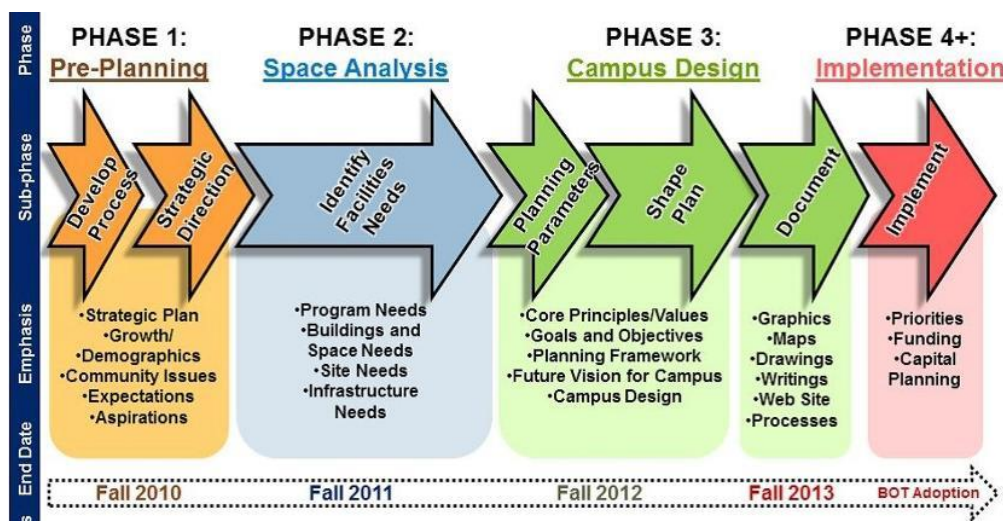 Phase
PHASE 1:
Pre-Planning
PHASE 2:
Space Analysis
PHASE 3:
Campus Design
PHASE 4+:
Implementation
Sub-phase
Develop
Process
Strategic
Direction
Identify
Facilities
Needs
Planning
Parameters
Shape
Plan
Document
Implement
Emphasis
•Strategic Plan
•Growth/
•Demographics
•Community Issues
•Expectations
•Aspirations
•Program Needs
•Buildings and
Space Needs
•Site Needs
•Infrastructure
Needs
•Core Principles/Values
•Goals and Objectives
•Planning Framework
•Future Vision for Campus
•Campus Design
•Graphics
•Maps
•Drawings
•Writings
•Web Site
•Processes
•Priorities
•Funding
•Capital
Planning
End Date
Fall 2010
Fall 2011
Fall 2012
Fall 2013
BOT Adoption